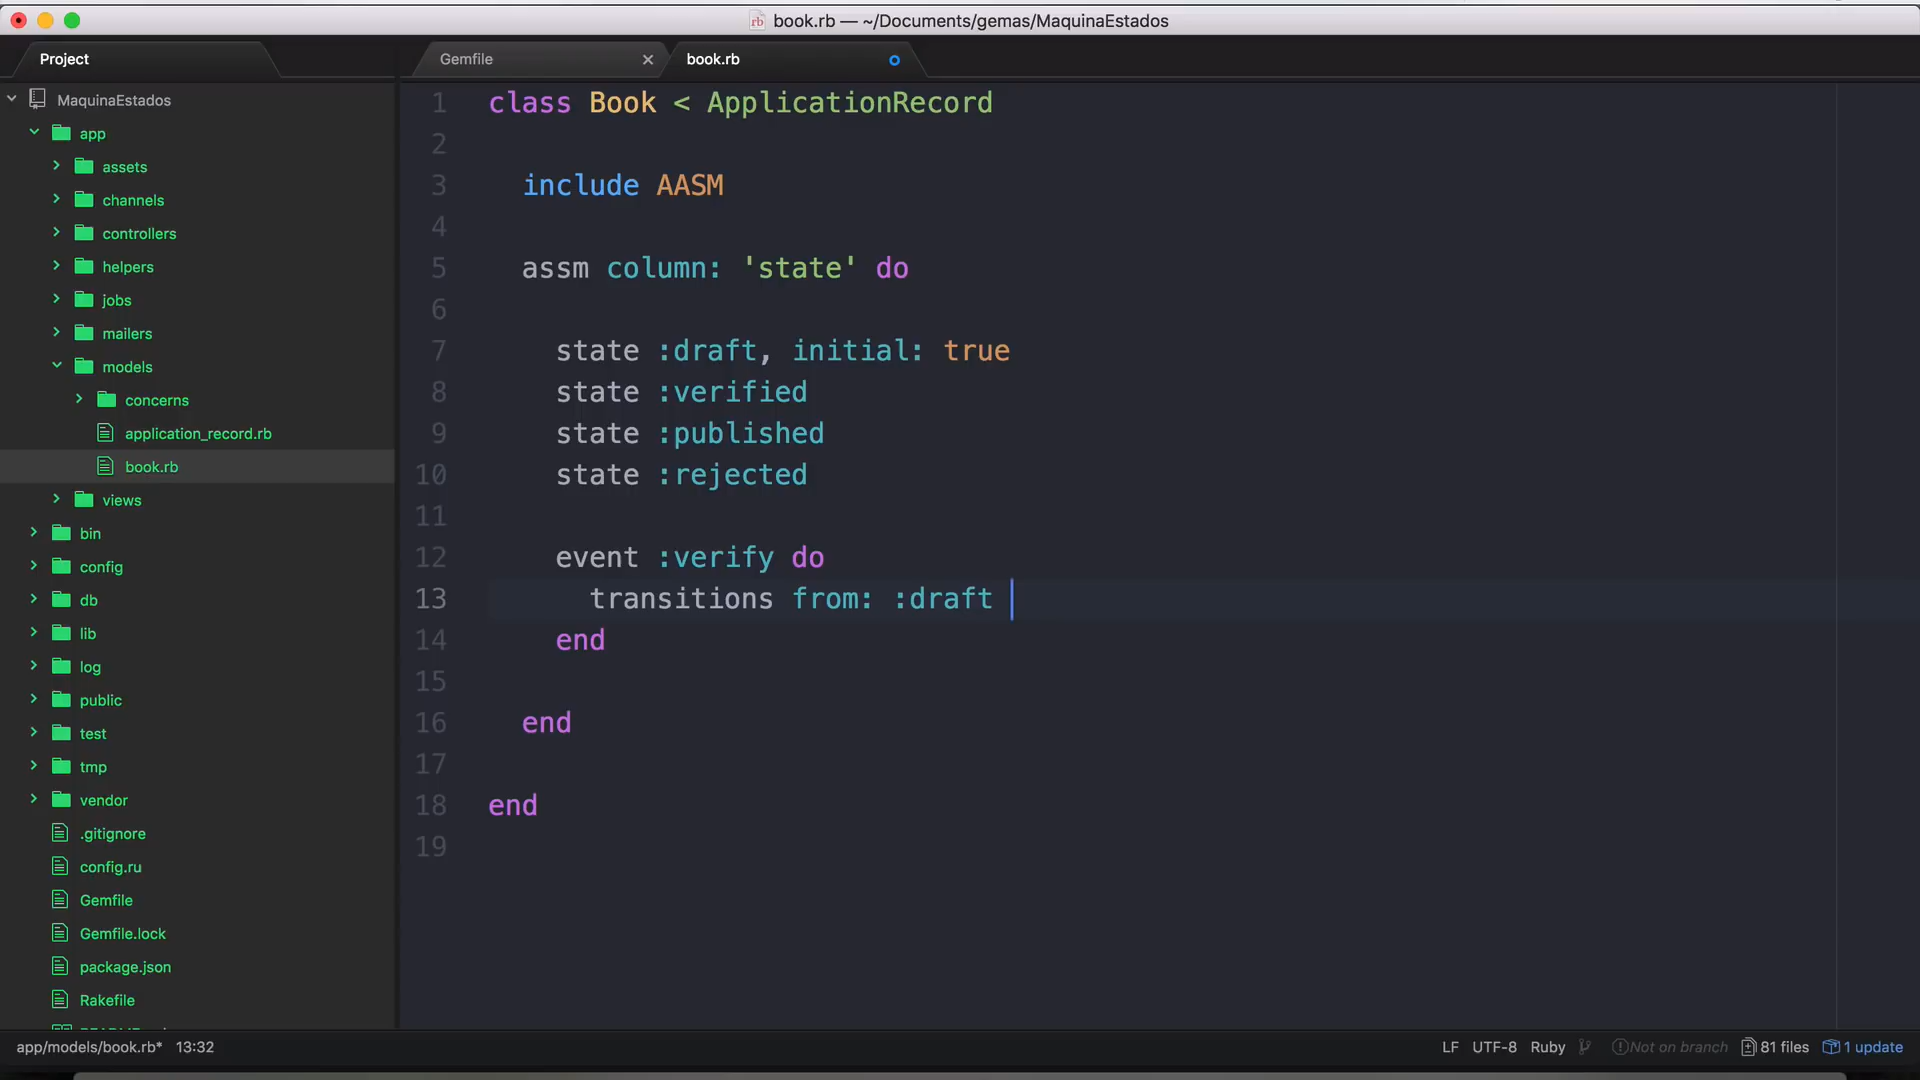 book.rb — ~/Documents/gemas/MaquinaEstados
Project
Gemfile
book.rb
MaquinaEstados
app
assets
channels
controllers
helpers
jobs
mailers
models
concerns
application_record.rb
book.rb
views
bin
config
db
lib
log
public
test
tmp
vendor
.gitignore
config.ru
Gemfile
Gemfile.lock
package.json
Rakefile
1 class Book < ApplicationRecord
2
3 include AASM
4
5 assm column: 'state' do
6
7 state :draft, initial: true
8 state :verified
9 state :published
10 state :rejected
11
12 event :verify do
13 transitions from: :draft
14 end
15
16 end
17
18 end
19
app/models/book.rb* 13:32
LF UTF-8 Ruby Not on branch 81 files 1 update